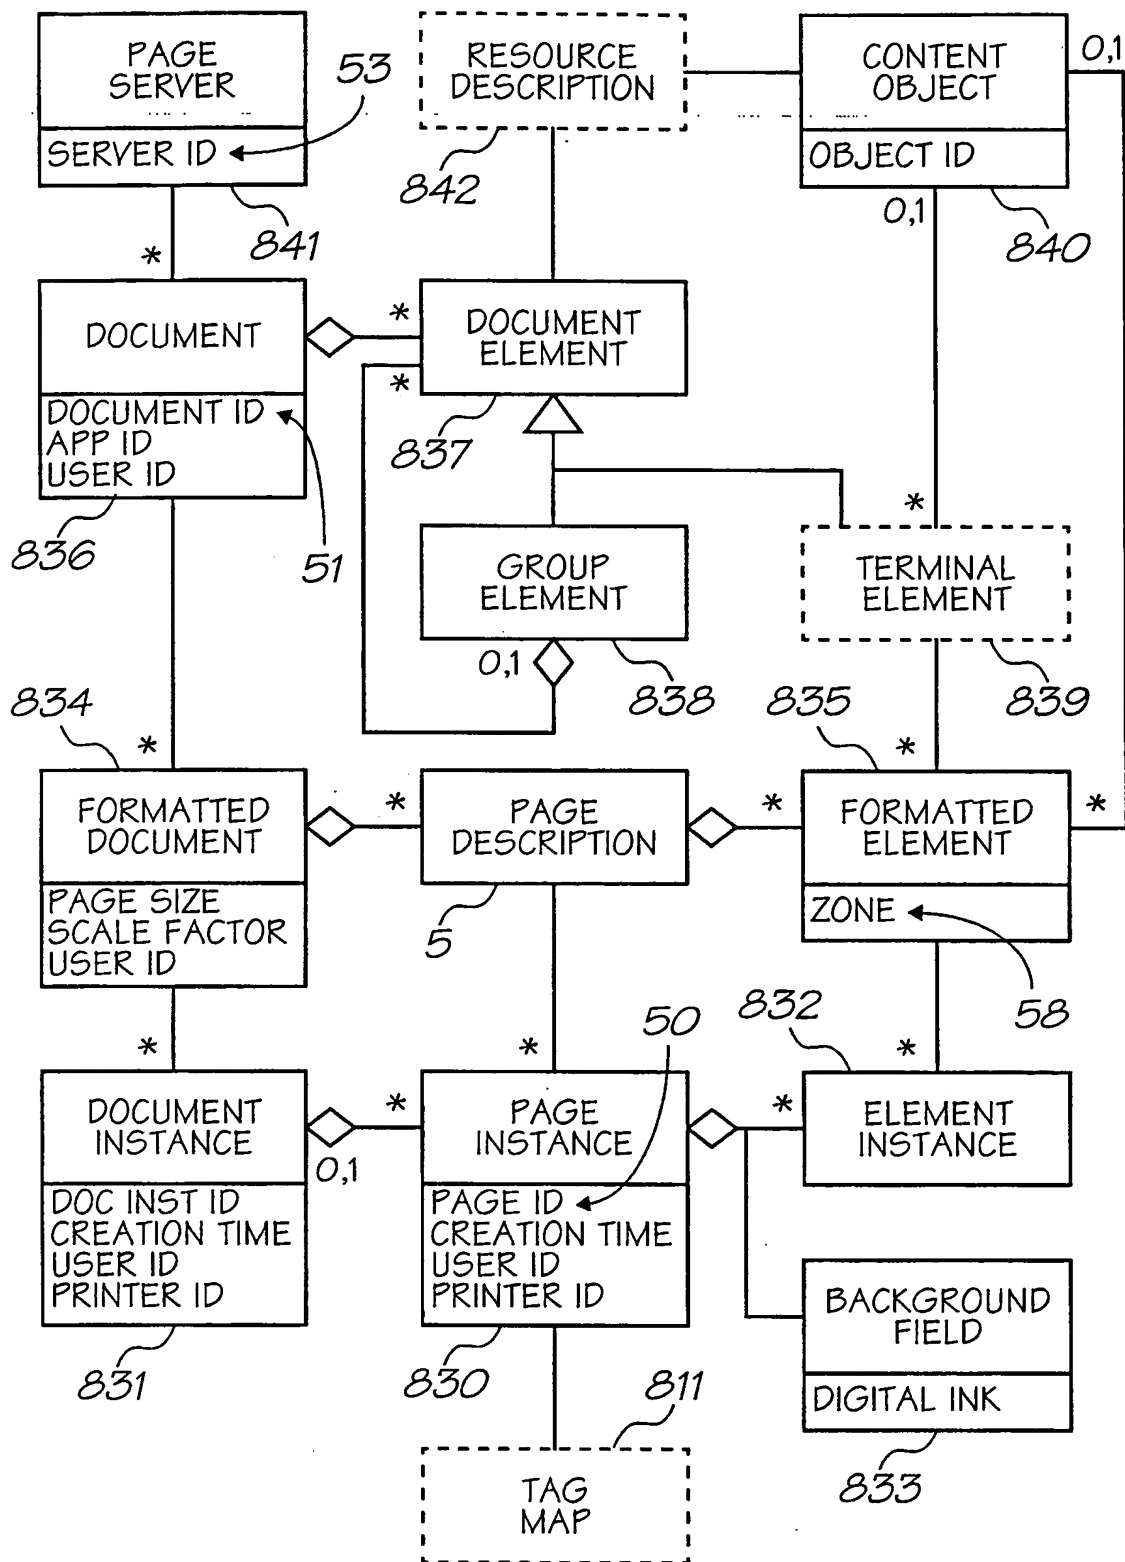 PAGE
SERVER
SERVER ID
53
841
*
RESOURCE
DESCRIPTION
842
CONTENT
OBJECT
OBJECT ID
0,1
0,1
840
DOCUMENT
DOCUMENT ID
APP ID
USER ID
836
51
*
*
DOCUMENT
ELEMENT
837
GROUP
ELEMENT
0,1
838
*
TERMINAL
ELEMENT
839
834
*
FORMATTED
DOCUMENT
PAGE SIZE
SCALE FACTOR
USER ID
*
PAGE
DESCRIPTION
5
*
835
*
FORMATTED
ELEMENT
*
ZONE
58
*
DOCUMENT
INSTANCE
0,1
DOC INST ID
CREATION TIME
USER ID
PRINTER ID
831
*
*
50
PAGE
INSTANCE
PAGE ID
CREATION TIME
USER ID
PRINTER ID
830
*
832
*
ELEMENT
INSTANCE
BACKGROUND
FIELD
DIGITAL INK
833
811
TAG
MAP